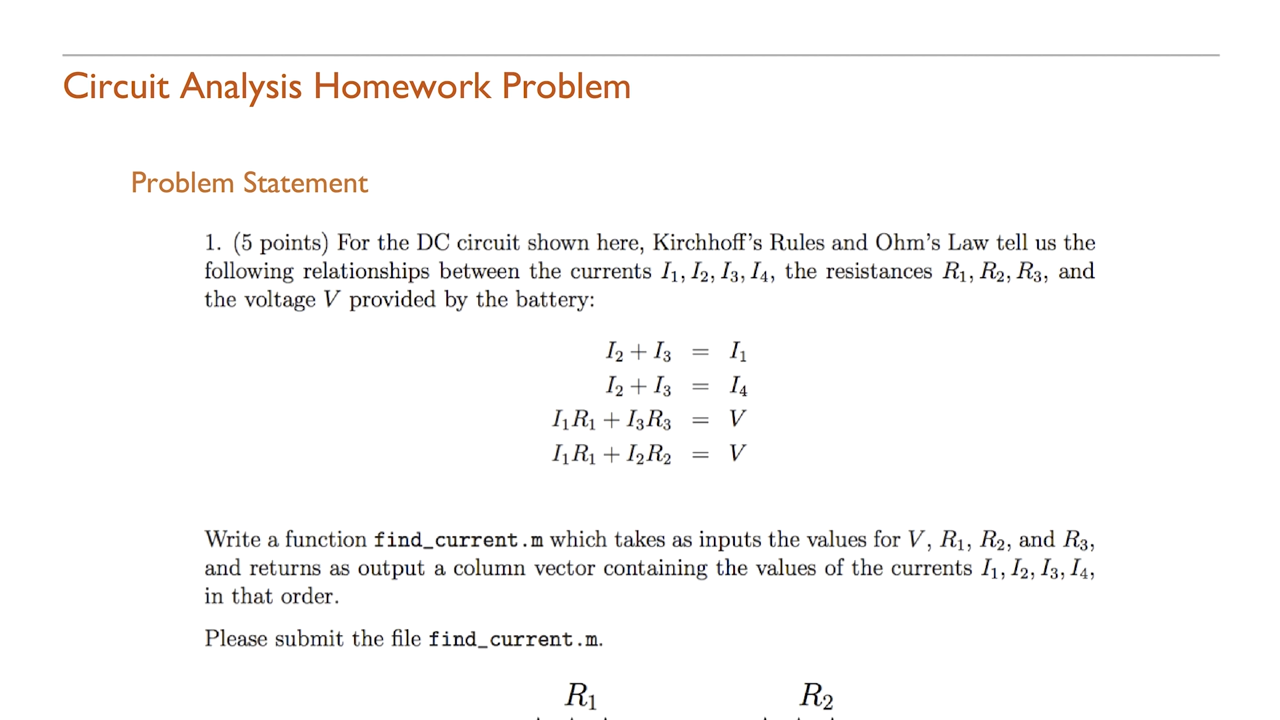 Circuit Analysis Homework Problem
Problem Statement
1. (5 points) For the DC circuit shown here, Kirchhoff's Rules and Ohm's Law tell us the
following relationships between the currents I₁, I₂, I₃, I₄, the resistances R₁, R₂, R₃, and
the voltage V provided by the battery:
I₂ + I₃ = I₁
I₂ + I₃ = I₄
I₁R₁ + I₃R₃ = V
I₁R₁ + I₂R₂ = V
Write a function find_current.m which takes as inputs the values for V, R₁, R₂, and R₃,
and returns as output a column vector containing the values of the currents I₁, I₂, I₃, I₄,
in that order.
Please submit the file find_current.m.
R₁ R₂